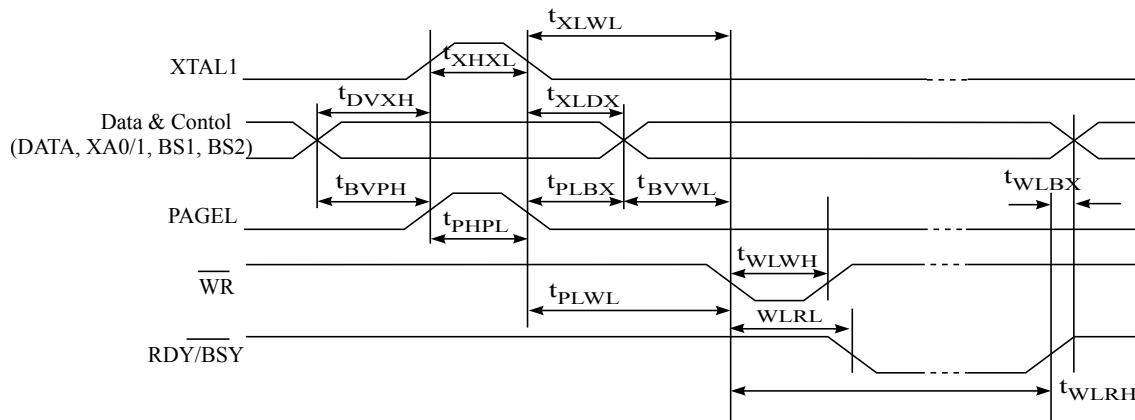 tXLWL
XTAL1
tXHXL
tDVXH
tXLDX
Data & Contol
(DATA, XA0/1, BS1, BS2)
tBVPH
tPLBX
tBVWL
tWLBX
PAGEL
tPHPL
WR
tWLWH
tPLWL
WLRL
RDY/BSY
tWLRH